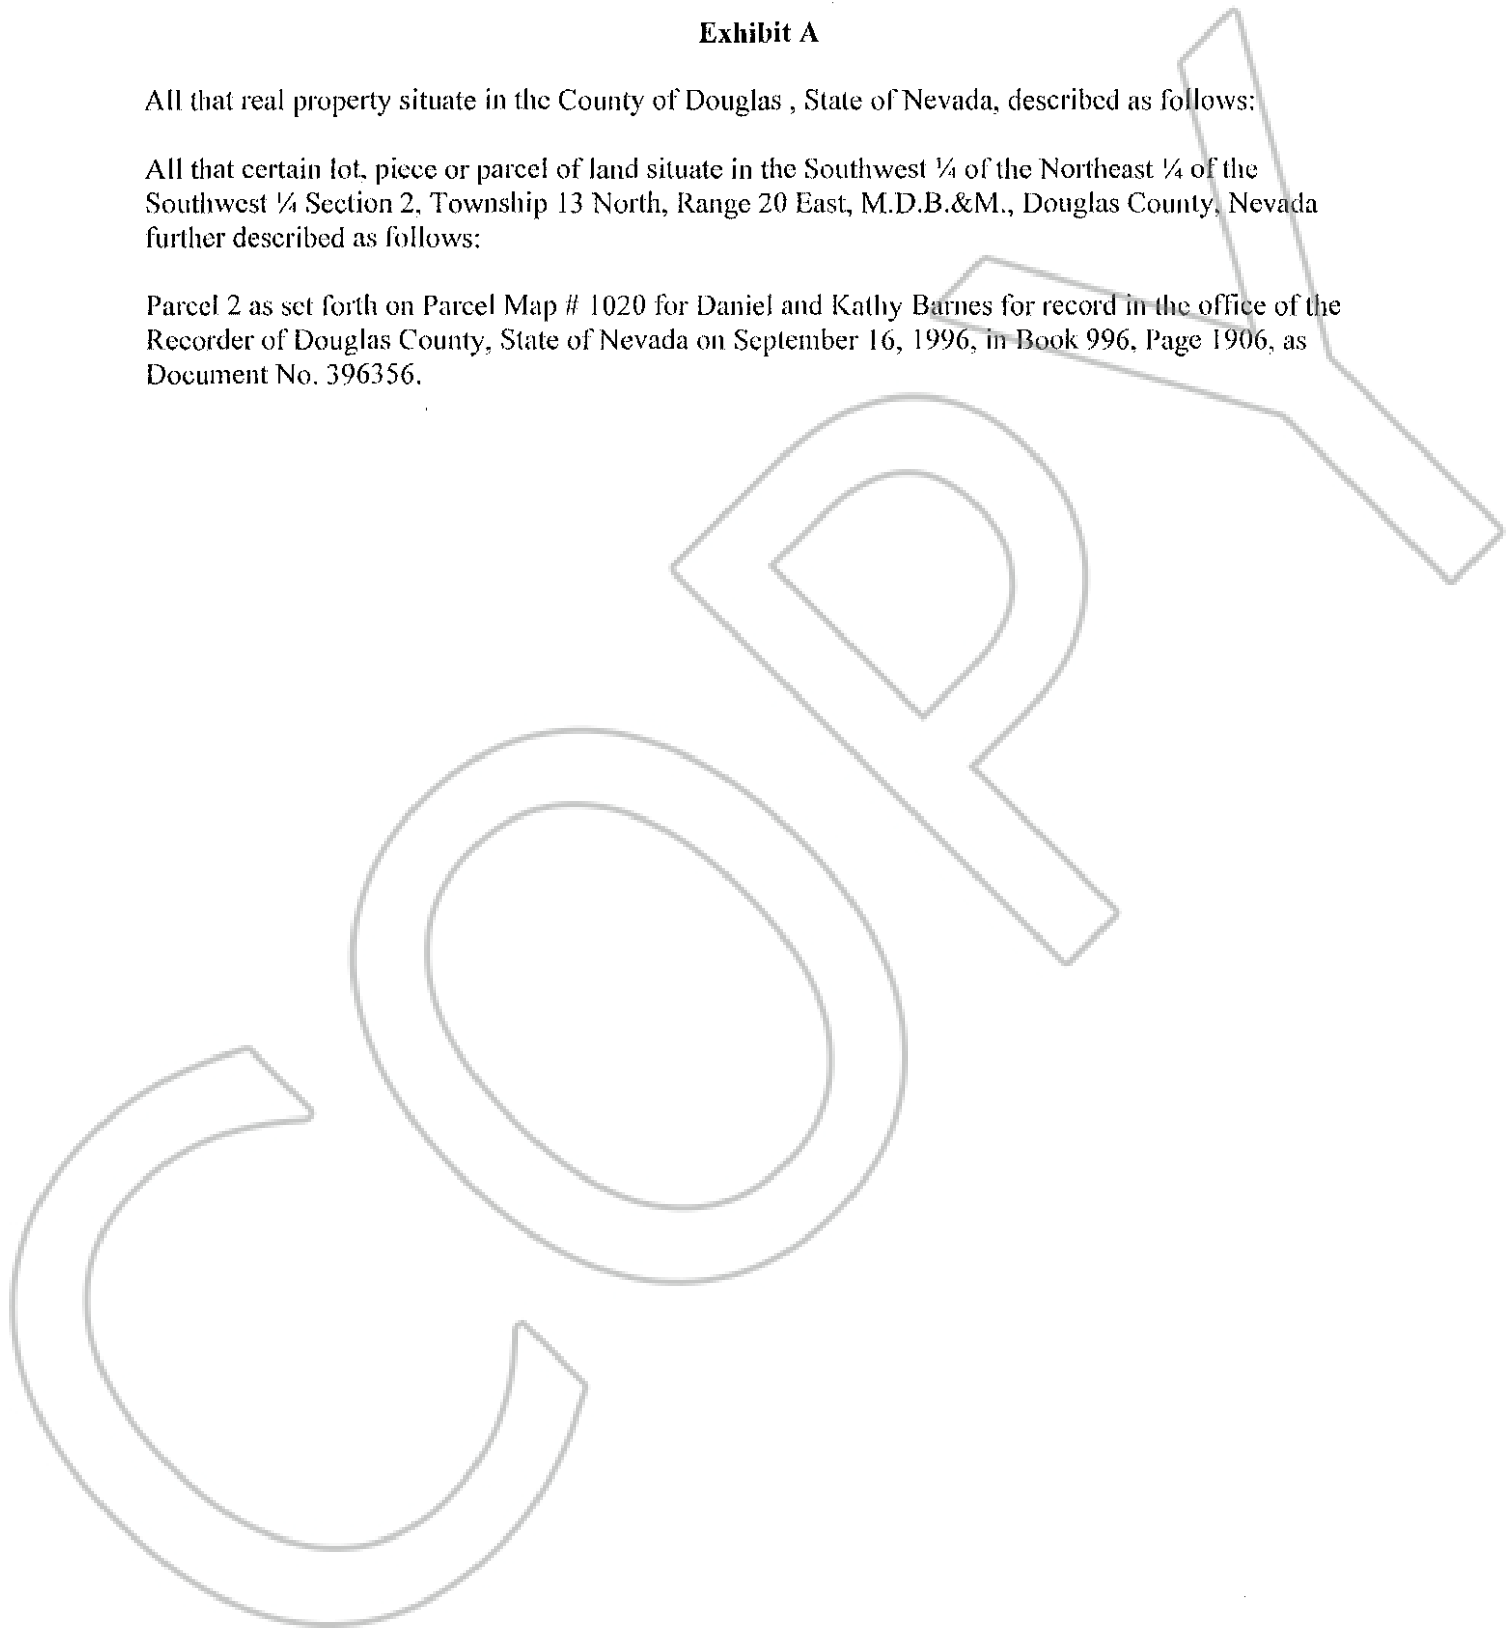 Exhibit A
All that real property situate in the County of Douglas , State of Nevada, described as follows:
All that certain lot, piece or parcel of land situate in the Southwest ¼ of the Northeast ¼ of the
Southwest ¼ Section 2, Township 13 North, Range 20 East, M.D.B.&M., Douglas County, Nevada
further described as follows:
Parcel 2 as set forth on Parcel Map # 1020 for Daniel and Kathy Barnes for record in the office of the
Recorder of Douglas County, State of Nevada on September 16, 1996, in Book 996, Page 1906, as
Document No. 396356.
COPY